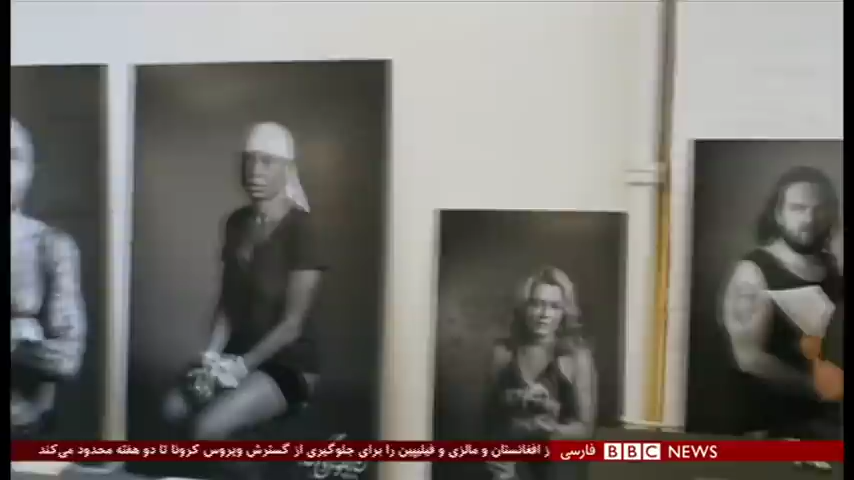 ز افغانستان و مالزی و فیلیپین را برای جلوگیری از گسترش ویروس کرونا تا دو هفته محدود می‌کند
BBC NEWS فارسی